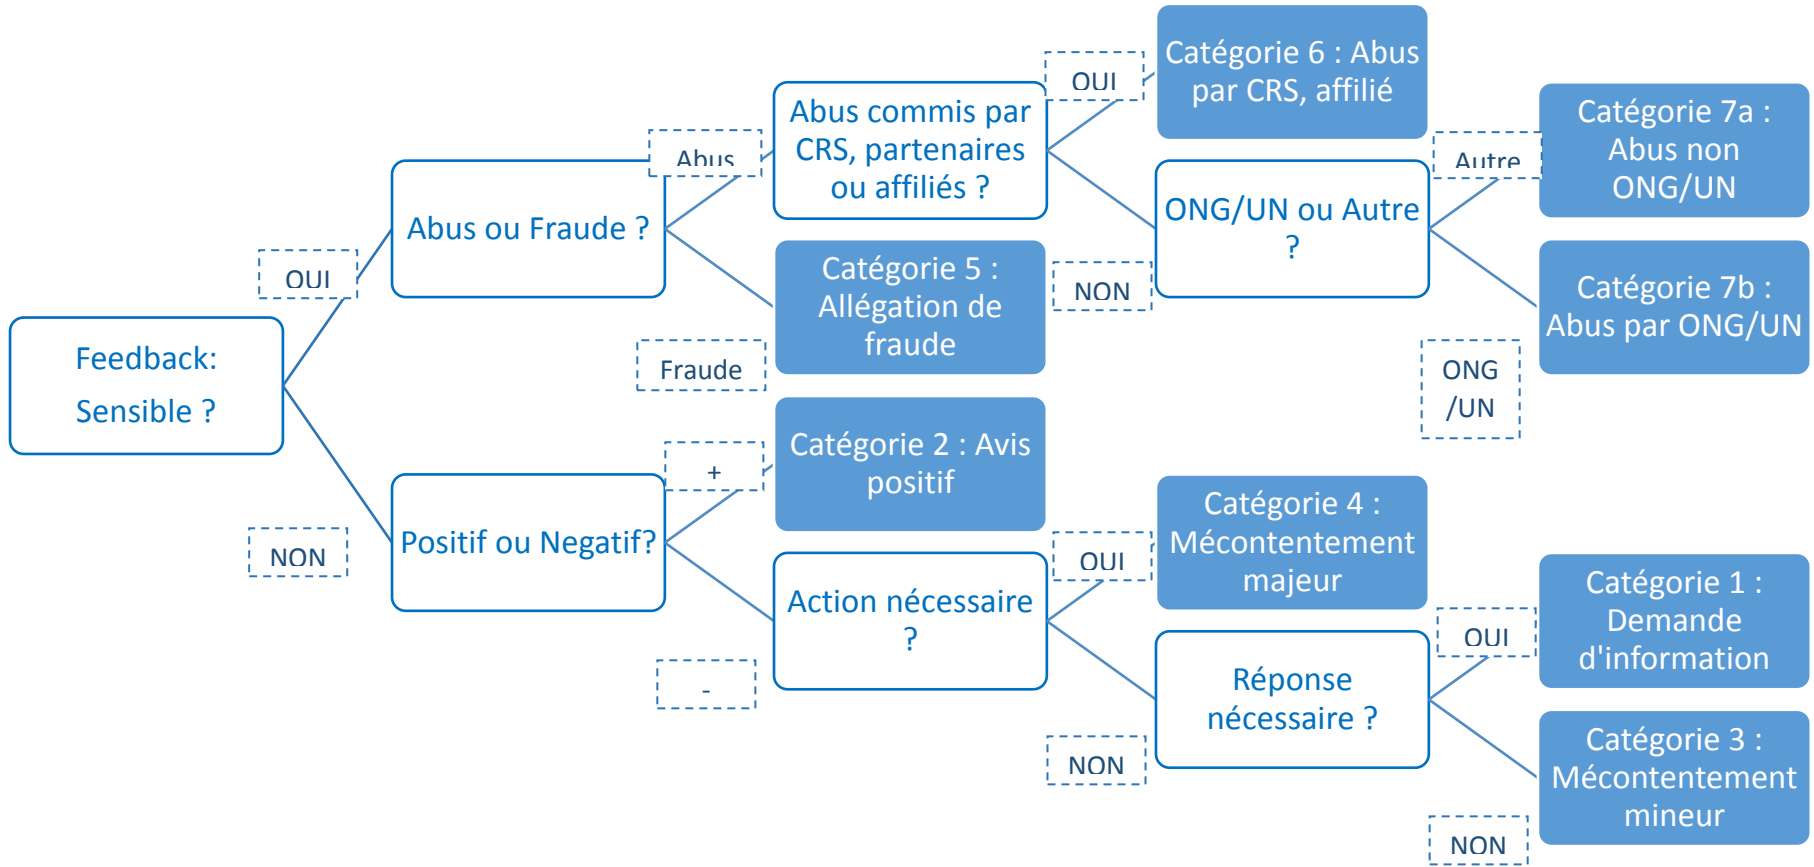 Feedback:
Sensible ?
OUI
NON
Abus ou Fraude ?
Positif ou Negatif?
Abus
Fraude
+
-
Abus commis par
CRS, partenaires
ou affiliés ?
Catégorie 5 :
Allégation de
fraude
Catégorie 2 : Avis
positif
Action nécessaire
?
OUI
NON
OUI
NON
Catégorie 6 : Abus
par CRS, affilié
ONG/UN ou Autre
?
Catégorie 4 :
Mécontentement
majeur
Réponse
nécessaire ?
Autre
ONG
/UN
OUI
NON
Catégorie 7a :
Abus non
ONG/UN
Catégorie 7b :
Abus par ONG/UN
Catégorie 1 :
Demande
d'information
Catégorie 3 :
Mécontentement
mineur